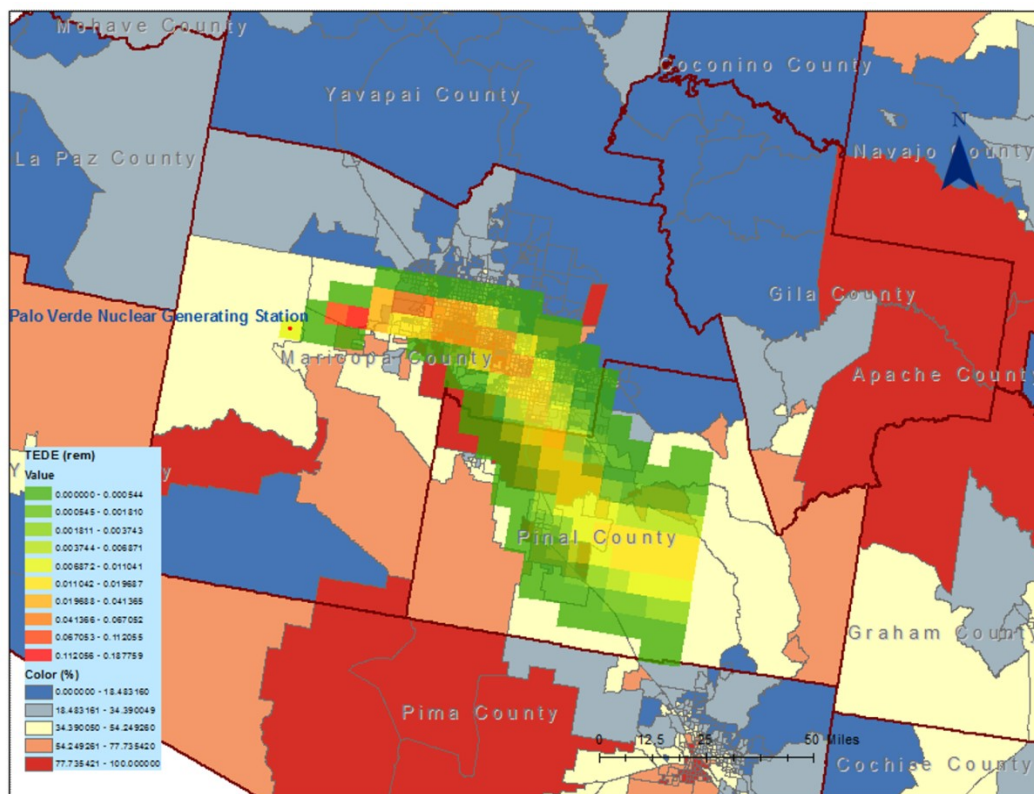 Mohave County
Coconino County
Yavapai County
N
Navajo County
La Paz County
Gila County
Palo Verde Nuclear Generating Station
Maricopa County
Apache County
TEDE (rem)
Value
0.000000 - 0.000544
0.000545 - 0.001810
0.001811 - 0.003743
0.003744 - 0.006871
0.006872 - 0.011041
0.011042 - 0.019687
0.019688 - 0.041365
0.041366 - 0.067052
0.067053 - 0.112055
0.112056 - 0.187759
Color (%)
0.000000 - 18.483160
18.483161 - 34.390049
34.390050 - 54.249260
54.249261 - 77.735420
77.735421 - 100.000000
Y
y
Pinal County
Graham County
Pima County
0 12.5 25 50 Miles
Cochise County